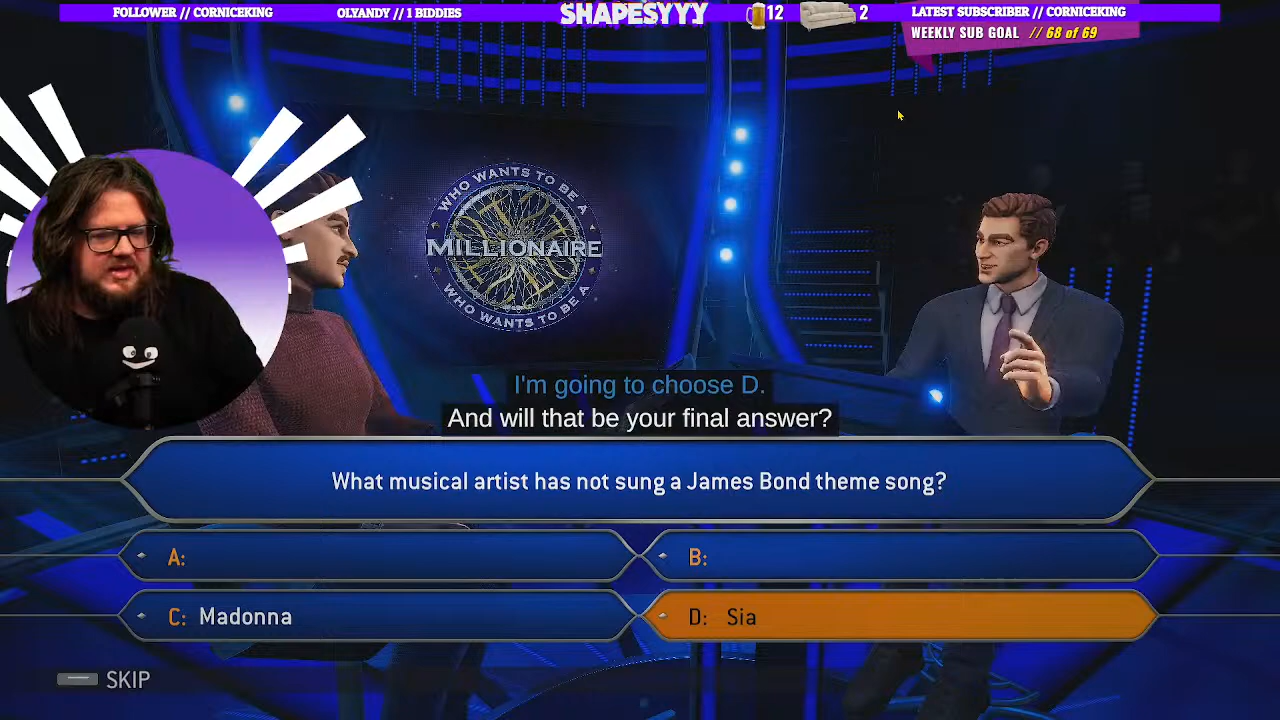 FOLLOWER // CORNICEKING
OLYANDY // 1 BIDDIES
SHAPESYYY
12
2
LATEST SUBSCRIBER // CORNICEKING
WEEKLY SUB GOAL // 68 of 69
WHO WANTS TO BE A
MILLIONAIRE
WHO WANTS TO BE A
I'm going to choose D.
And will that be your final answer?
What musical artist has not sung a James Bond theme song?
A:
B:
C: Madonna
D: Sia
SKIP